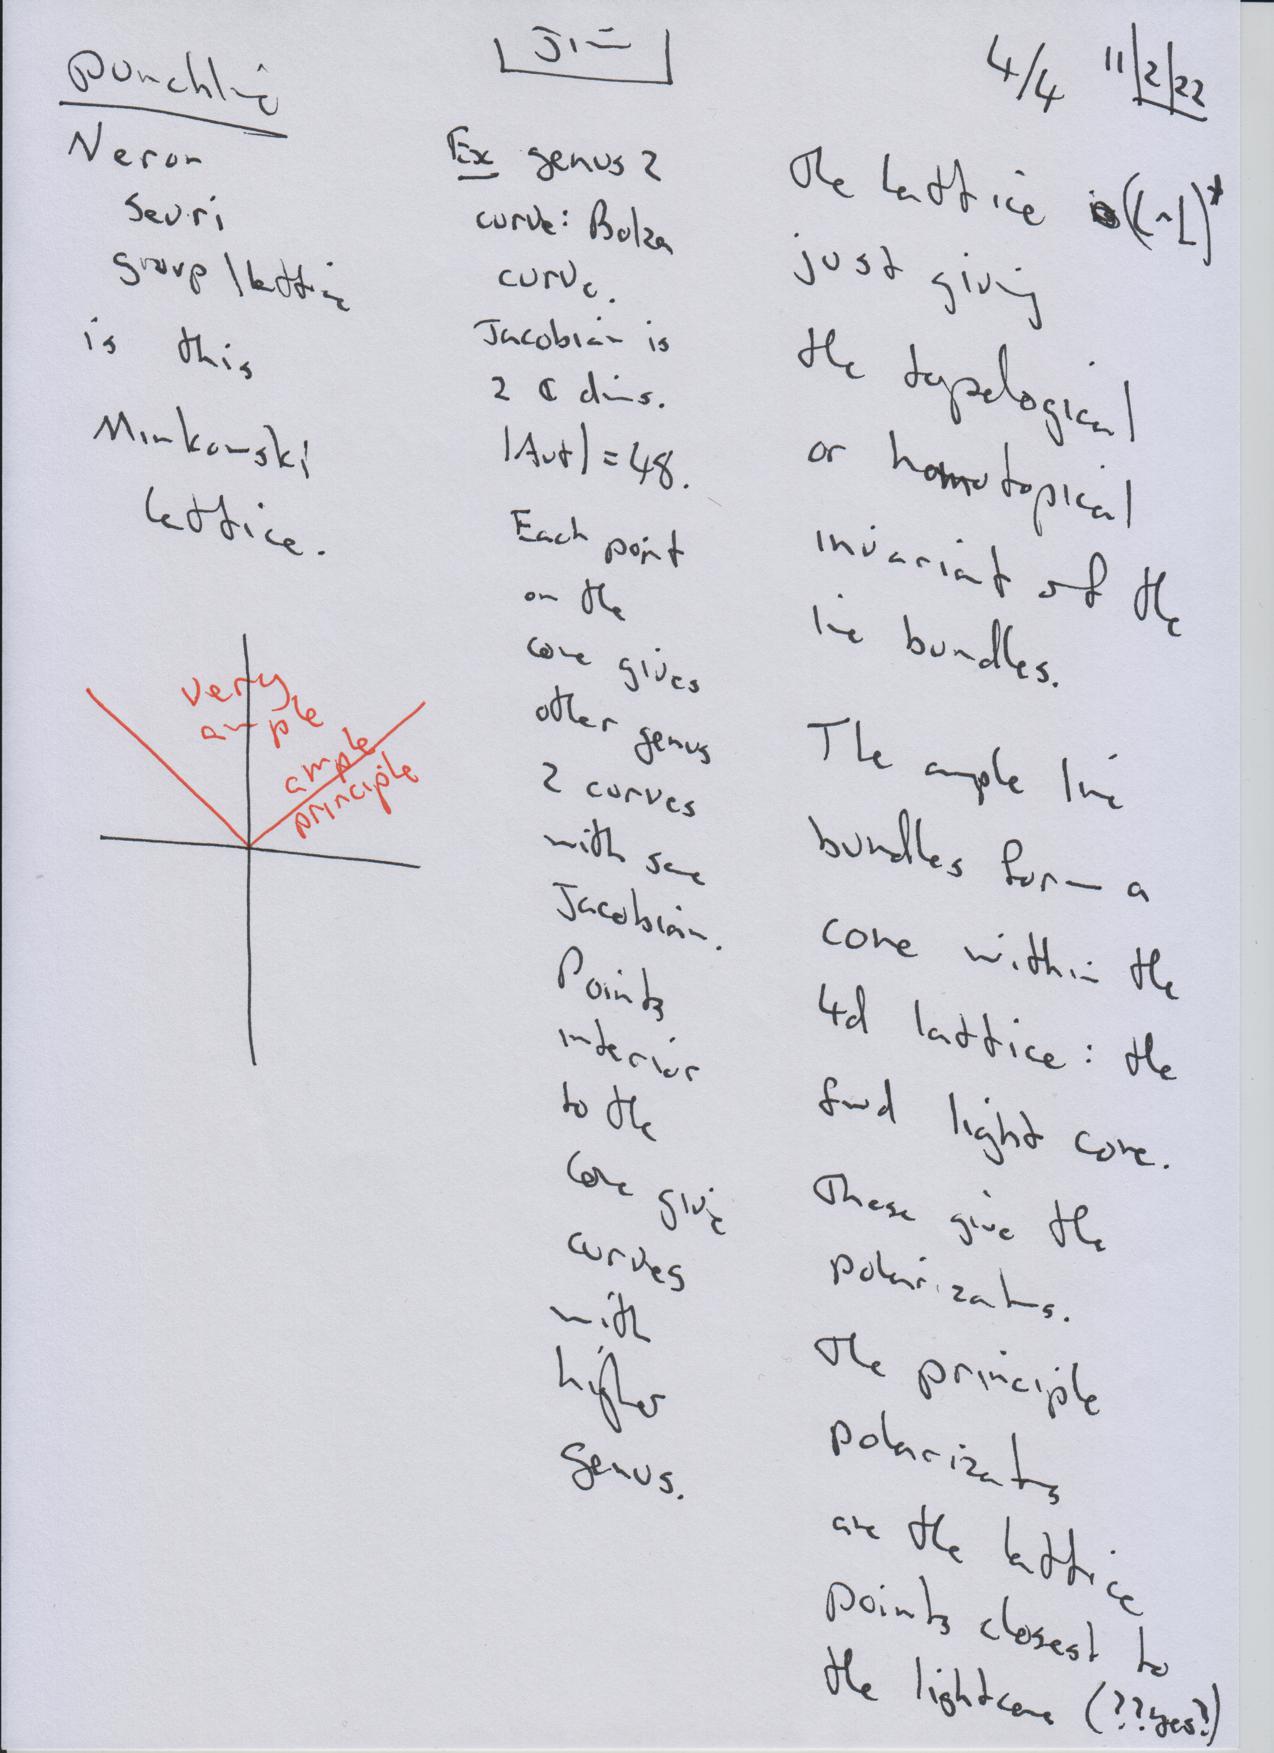 punchline
Neron
Severi
group/lattice
is this
Minkowski
lattice.
very
ample
ample
principle
Jim
Ex genus 2
curve: Bolza
curve.
Jacobian is
2 ℂ dims.
|Aut| = 48.
Each point
on the
cone gives
other genus
2 curves
with same
Jacobian.
Points
interior
to the
cone give
curves
with
higher
genus.
4/4 11/2/22
The lattice (L^L)*
just giving
the topological
or homotopical
invariant of the
line bundles.
The ample line
bundles form a
cone within the
4d lattice: the
fwd light cone.
These give the
polarizatns.
The principle
polarizatns
are the lattice
points closest to
the lightcone (??yes?)